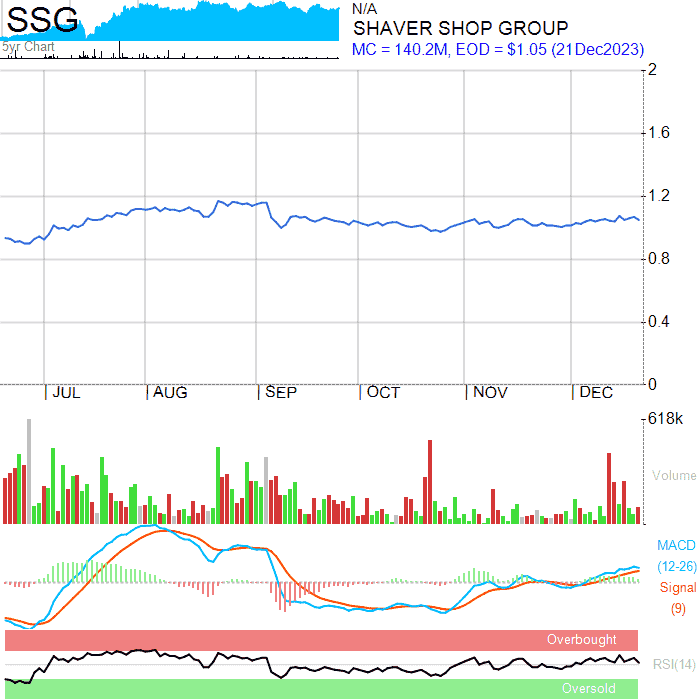 SSG
5yr Chart
N/A
SHAVER SHOP GROUP
MC = 140.2M, EOD = $1.05 (21Dec2023)
2
1.6
1.2
0.8
0.4
0
JUL AUG SEP OCT NOV DEC
618k
Volume
MACD
(12-26)
Signal
(9)
Overbought
RSI(14)
Oversold